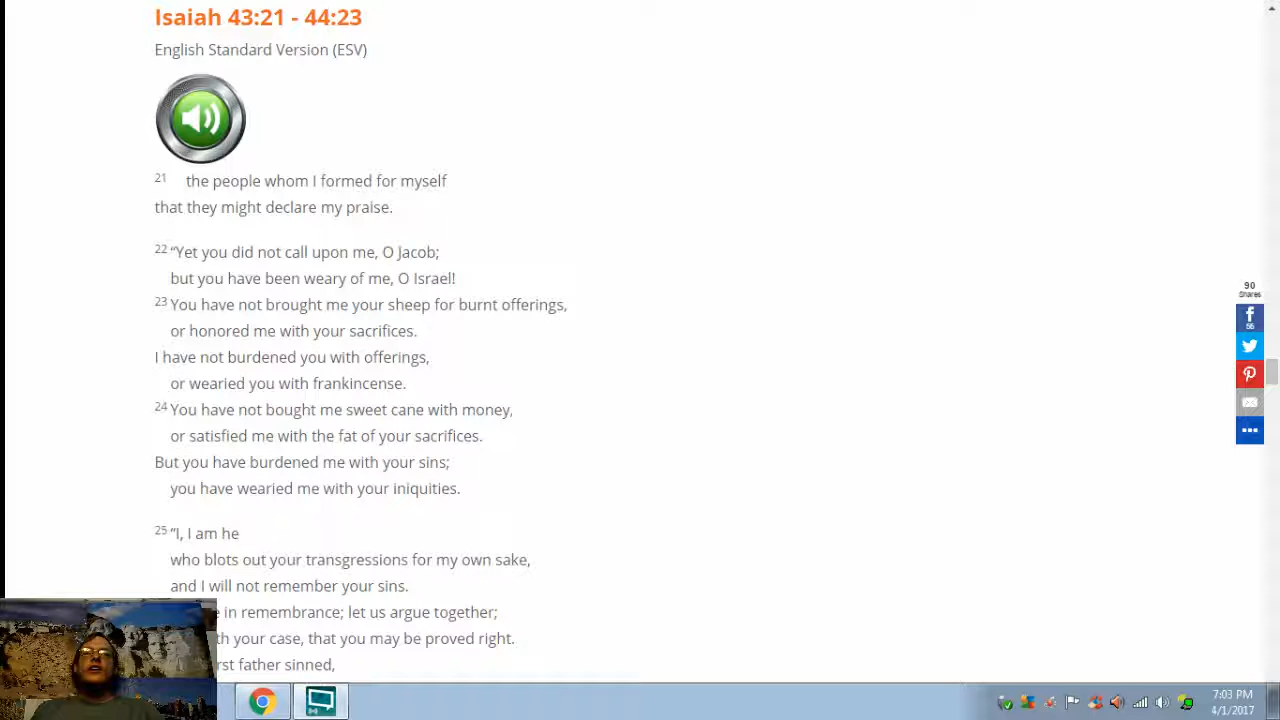 Isaiah 43:21 - 44:23
English Standard Version (ESV)
21 the people whom I formed for myself
that they might declare my praise.
22 “Yet you did not call upon me, O Jacob;
but you have been weary of me, O Israel!
23 You have not brought me your sheep for burnt offerings,
or honored me with your sacrifices.
I have not burdened you with offerings,
or wearied you with frankincense.
24 You have not bought me sweet cane with money,
or satisfied me with the fat of your sacrifices.
But you have burdened me with your sins;
you have wearied me with your iniquities.
25 “I, I am he
who blots out your transgressions for my own sake,
and I will not remember your sins.
in remembrance; let us argue together;
your case, that you may be proved right.
father sinned,
90
Shares
56
7:03 PM
4/1/2017